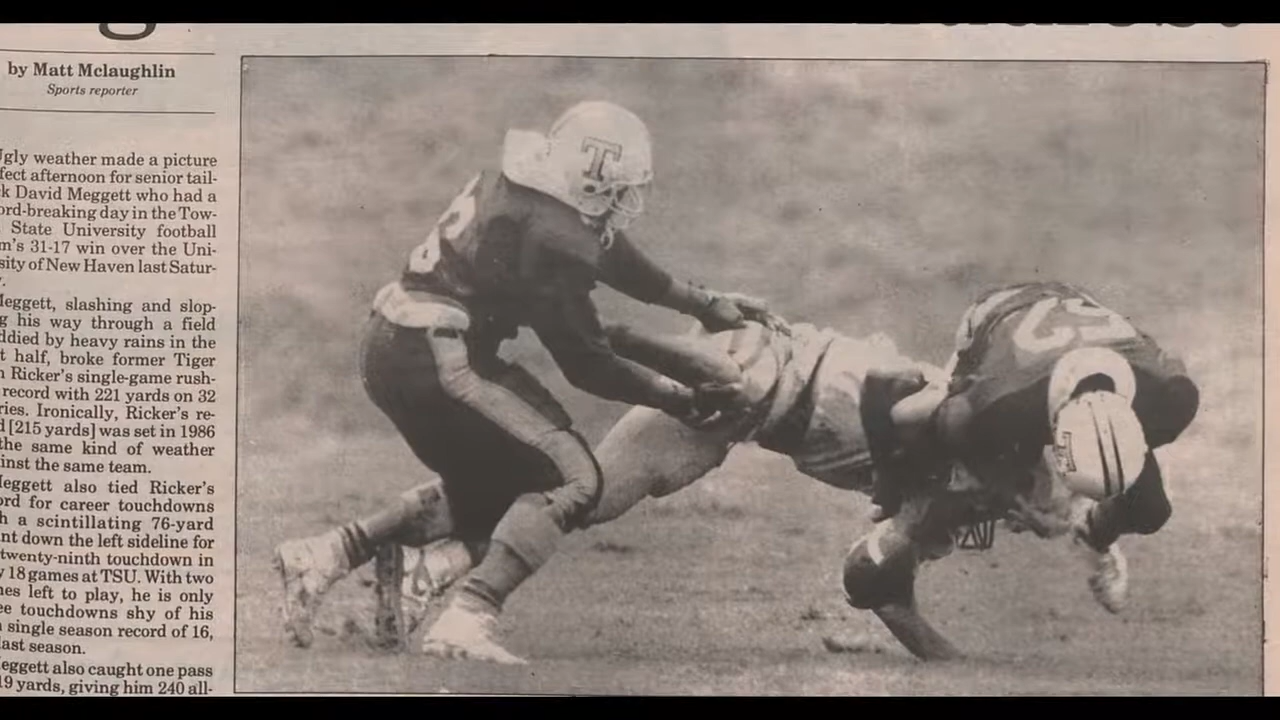 by Matt Mclaughlin
Sports reporter
gly weather made a picture
fect afternoon for senior tail-
k David Meggett who had a
ord-breaking day in the Tow-
State University football
m's 31-17 win over the Uni-
sity of New Haven last Satur-
eggett, slashing and slop-
g his way through a field
ddied by heavy rains in the
t half, broke former Tiger
Ricker's single-game rush-
record with 221 yards on 32
ries. Ironically, Ricker's re-
d [215 yards] was set in 1986
the same kind of weather
inst the same team.
eggett also tied Ricker's
ord for career touchdowns
h a scintillating 76-yard
nt down the left sideline for
twenty-ninth touchdown in
y 18 games at TSU. With two
nes left to play, he is only
ee touchdowns shy of his
single season record of 16,
last season.
eggett also caught one pass
19 yards, giving him 240 all-
T